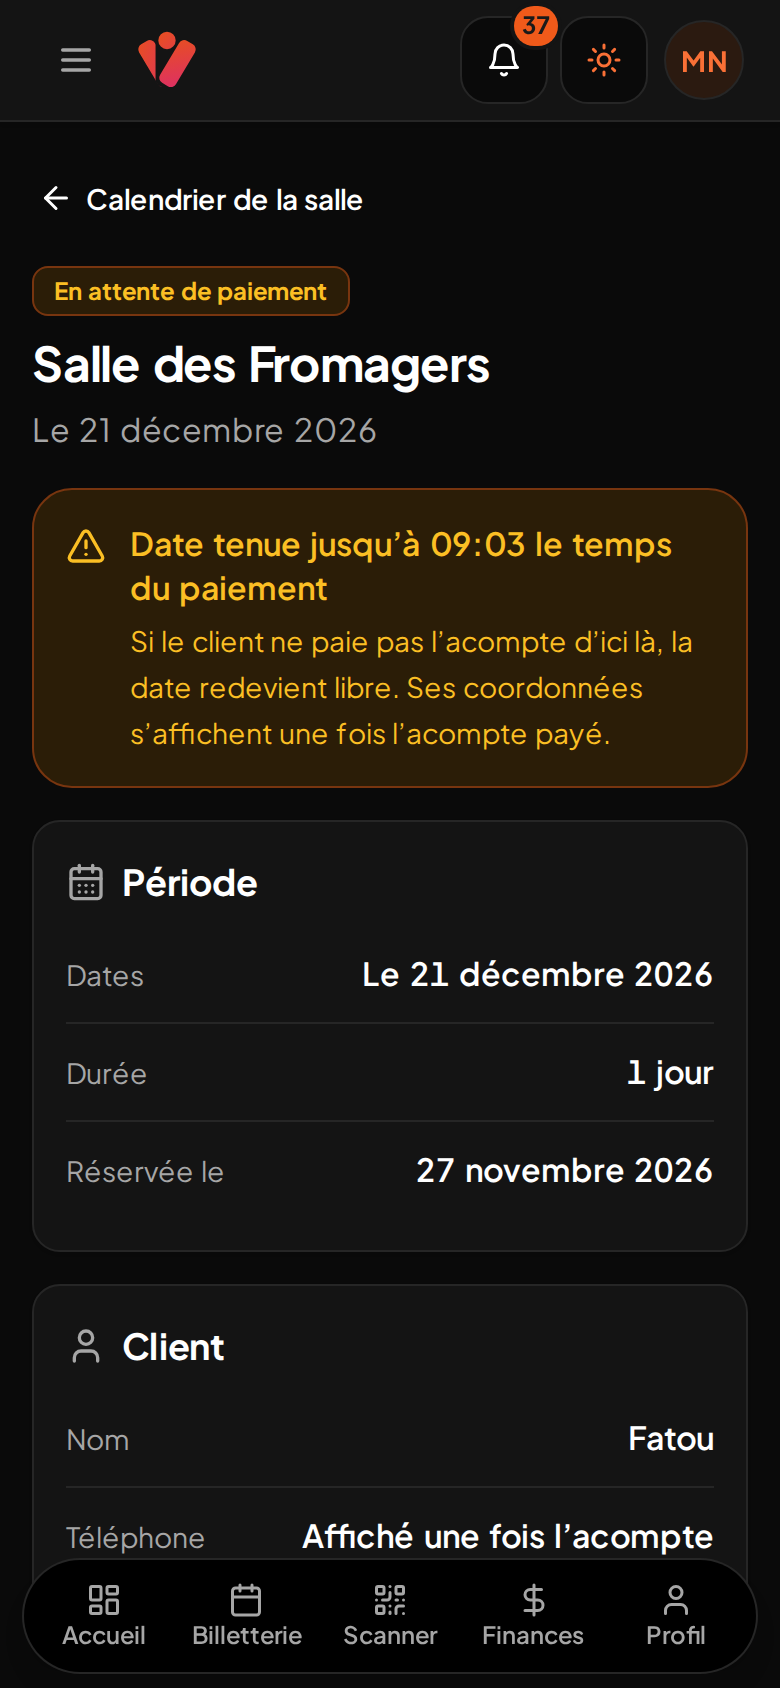 37
MN
Calendrier de la salle
En attente de paiement
Salle des Fromagers
Le 21 décembre 2026
Date tenue jusqu’à 09:03 le temps
du paiement
Si le client ne paie pas l’acompte d’ici là, la
date redevient libre. Ses coordonnées
s’affichent une fois l’acompte payé.
Période
Dates Le 21 décembre 2026
Durée 1 jour
Réservée le 27 novembre 2026
Client
Nom Fatou
Téléphone Affiché une fois l’acompte
Accueil Billetterie Scanner Finances Profil